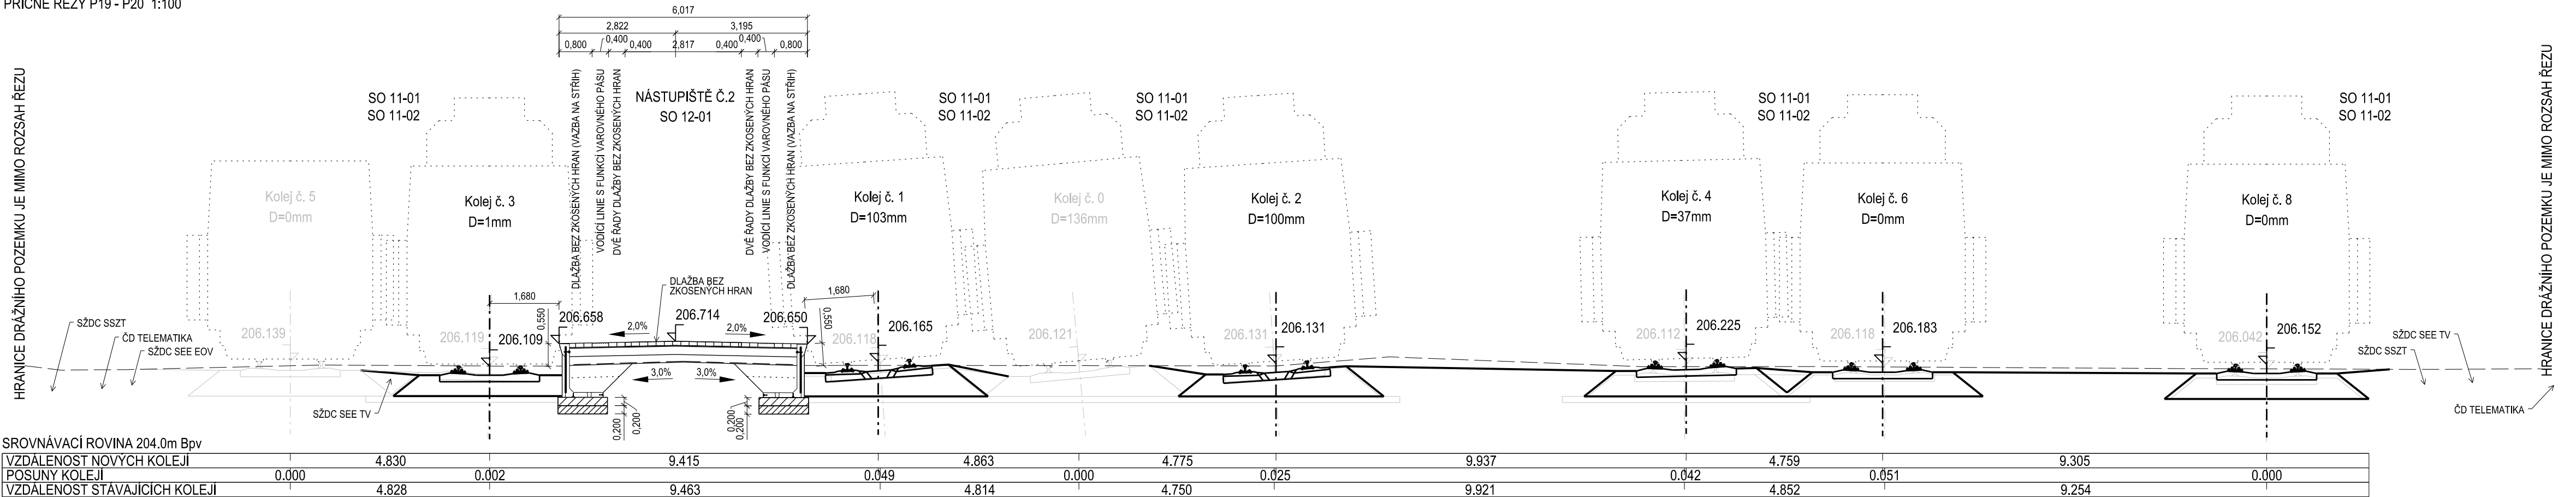 PŘÍČNÉ ŘEZY P19 - P20  1:100
6,017
2,822
3,195
0,800
0,400
0,400
2,817
0,400
0,400
0,800
HRANICE DRÁŽNÍHO POZEMKU JE MIMO ROZSAH ŘEZU
SO 11-01
SO 11-02
DLAŽBA BEZ ZKOSENÝCH HRAN (VAZBA NA STŘIH)
VODÍCÍ LINIE S FUNKCÍ VAROVNÉHO PÁSU
DVĚ ŘADY DLAŽBY BEZ ZKOSENÝCH HRAN
NÁSTUPIŠTĚ Č.2
SO 12-01
DVĚ ŘADY DLAŽBY BEZ ZKOSENÝCH HRAN
VODÍCÍ LINIE S FUNKCÍ VAROVNÉHO PÁSU
DLAŽBA BEZ ZKOSENÝCH HRAN (VAZBA NA STŘIH)
SO 11-01
SO 11-02
SO 11-01
SO 11-02
SO 11-01
SO 11-02
SO 11-01
SO 11-02
HRANICE DRÁŽNÍHO POZEMKU JE MIMO ROZSAH ŘEZU
Kolej č. 5
D=0mm
Kolej č. 3
D=1mm
Kolej č. 1
D=103mm
Kolej č. 0
D=136mm
Kolej č. 2
D=100mm
Kolej č. 4
D=37mm
Kolej č. 6
D=0mm
Kolej č. 8
D=0mm
DLAŽBA BEZ
ZKOSENÝCH HRAN
1,680
1,680
0,550
0,550
206.139
206.119
206.109
206.658
2,0%
206.714
2,0%
206.650
206.118
206.165
206.121
206.131
206.131
206.112
206.225
206.118
206.183
206.042
206.152
3,0%
3,0%
0,200
0,200
0,200
0,200
SŽDC SSZT
ČD TELEMATIKA
SŽDC SEE EOV
SŽDC SEE TV
SŽDC SEE TV
SŽDC SSZT
ČD TELEMATIKA
SROVNÁVACÍ ROVINA 204.0m Bpv
VZDÁLENOST NOVÝCH KOLEJÍ 4.830 9.415 4.863 4.775 9.937 4.759 9.305
POSUNY KOLEJÍ 0.000 0.002 0.049 0.000 0.025 0.042 0.051 0.000
VZDÁLENOST STÁVAJÍCÍCH KOLEJÍ 4.828 9.463 4.814 4.750 9.921 4.852 9.254